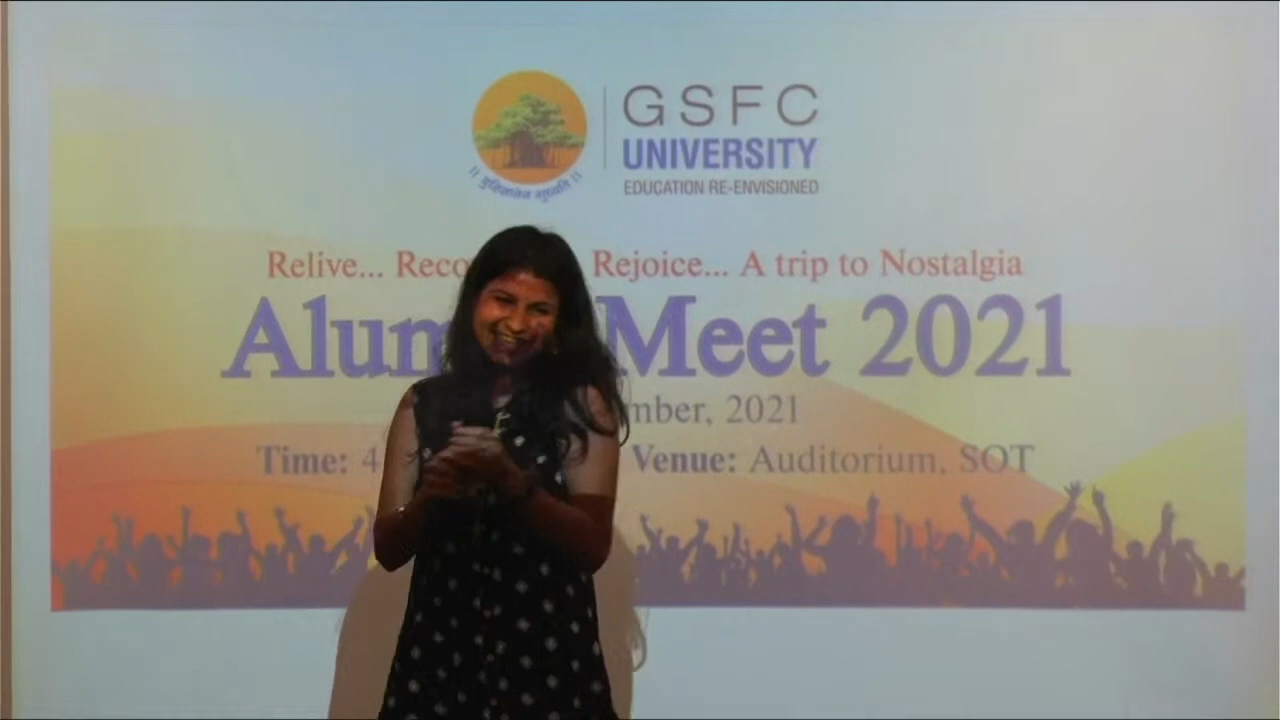 GSFC
UNIVERSITY
EDUCATION RE-ENVISIONED
Relive... Reco Rejoice... A trip to Nostalgia
Alum Meet 2021
mber, 2021
Time: 4 Venue: Auditorium, SOT